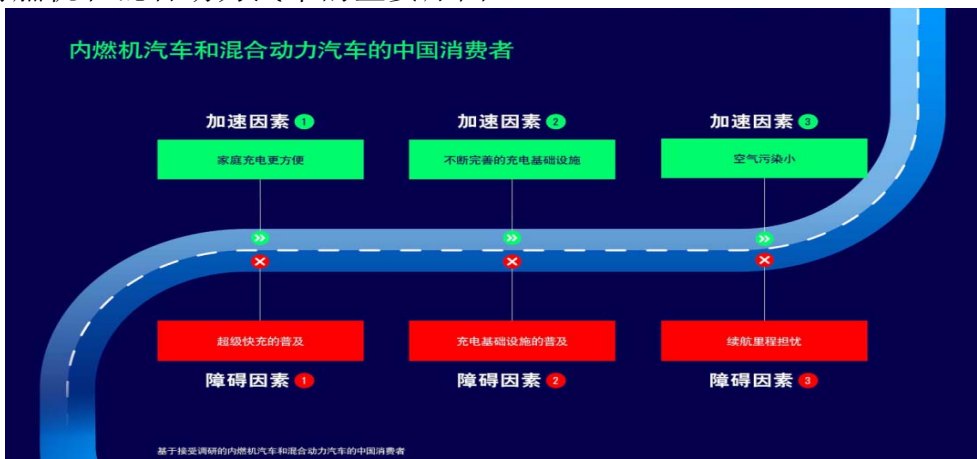 内燃机汽车和混合动力汽车的中国消费者
加速因素 1
加速因素 2
加速因素 3
家庭充电更方便
不断完善的充电基础设施
空气污染小
超级快充的普及
充电基础设施的普及
续航里程担忧
障碍因素 1
障碍因素 2
障碍因素 3
基于接受调研的内燃机汽车和混合动力汽车的中国消费者